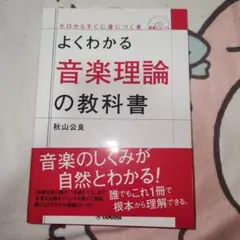 ゼロからすぐに身につく本
よくわかる
音楽理論
の教科書
秋山公良
音楽のしくみが
自然とわかる!
誰でもこれ1冊で
根本から理解できる。
YAMAHA